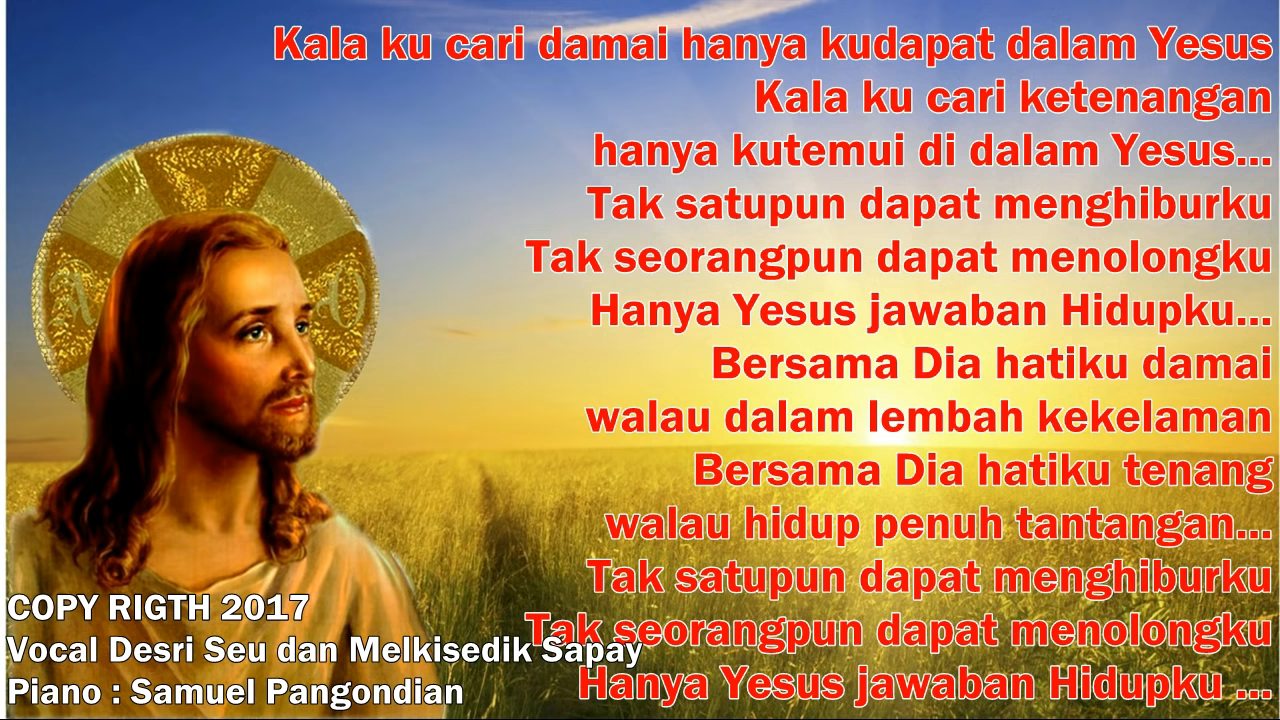 Kala ku cari damai hanya kudapat dalam Yesus
Kala ku cari ketenangan
hanya kutemui di dalam Yesus...
Tak satupun dapat menghiburku
Tak seorangpun dapat menolongku
Hanya Yesus jawaban Hidupku...
Bersama Dia hatiku damai
walau dalam lembah kekelaman
Bersama Dia hatiku tenang
walau hidup penuh tantangan...
Tak satupun dapat menghiburku
Tak seorangpun dapat menolongku
Hanya Yesus jawaban Hidupku ...
COPY RIGTH 2017
Vocal Desri Seu dan Melkisedik Sapay
Piano : Samuel Pangondian